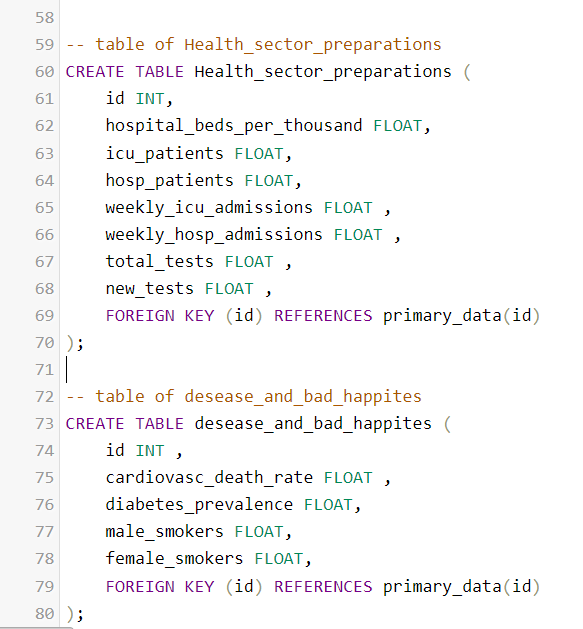 58
59 -- table of Health_sector_preparations
60 CREATE TABLE Health_sector_preparations (
61     id INT,
62     hospital_beds_per_thousand FLOAT,
63     icu_patients FLOAT,
64     hosp_patients FLOAT,
65     weekly_icu_admissions FLOAT ,
66     weekly_hosp_admissions FLOAT ,
67     total_tests FLOAT ,
68     new_tests FLOAT ,
69     FOREIGN KEY (id) REFERENCES primary_data(id)
70 );
71
72 -- table of desease_and_bad_happites
73 CREATE TABLE desease_and_bad_happites (
74     id INT ,
75     cardiovasc_death_rate FLOAT ,
76     diabetes_prevalence FLOAT,
77     male_smokers FLOAT,
78     female_smokers FLOAT,
79     FOREIGN KEY (id) REFERENCES primary_data(id)
80 );